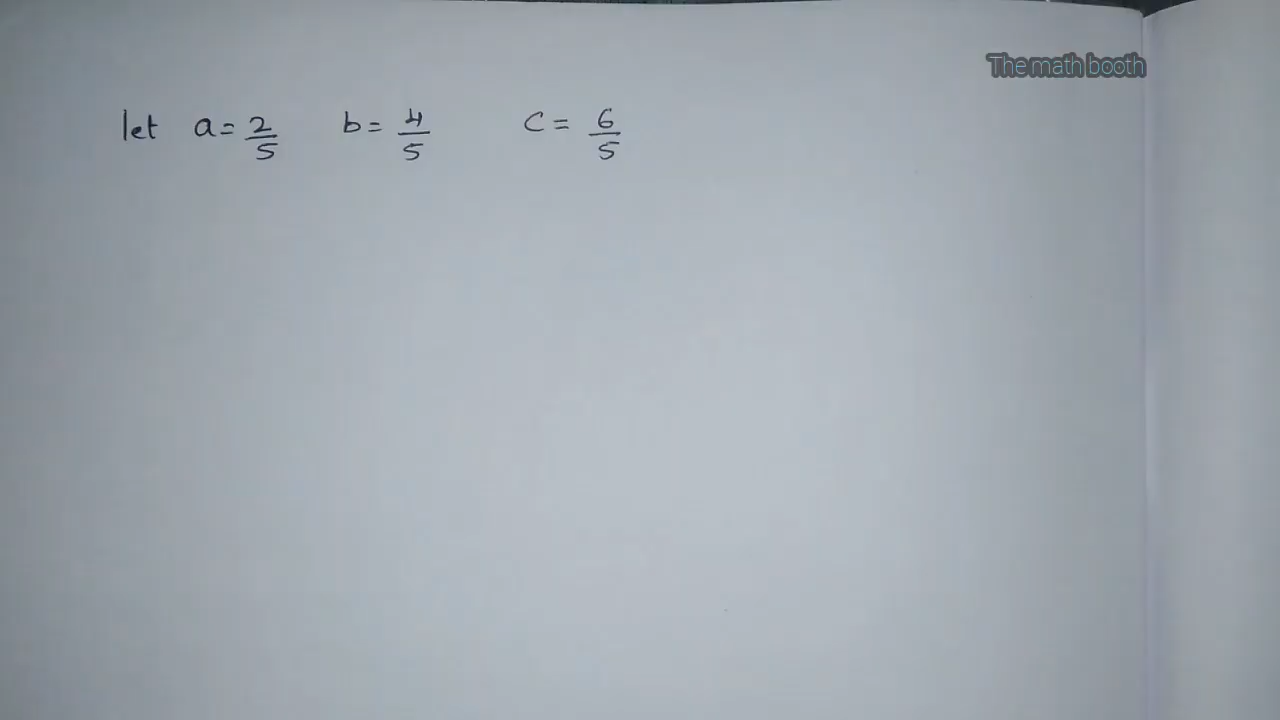 The math booth
let a = 2/5 b = 4/5 c = 6/5